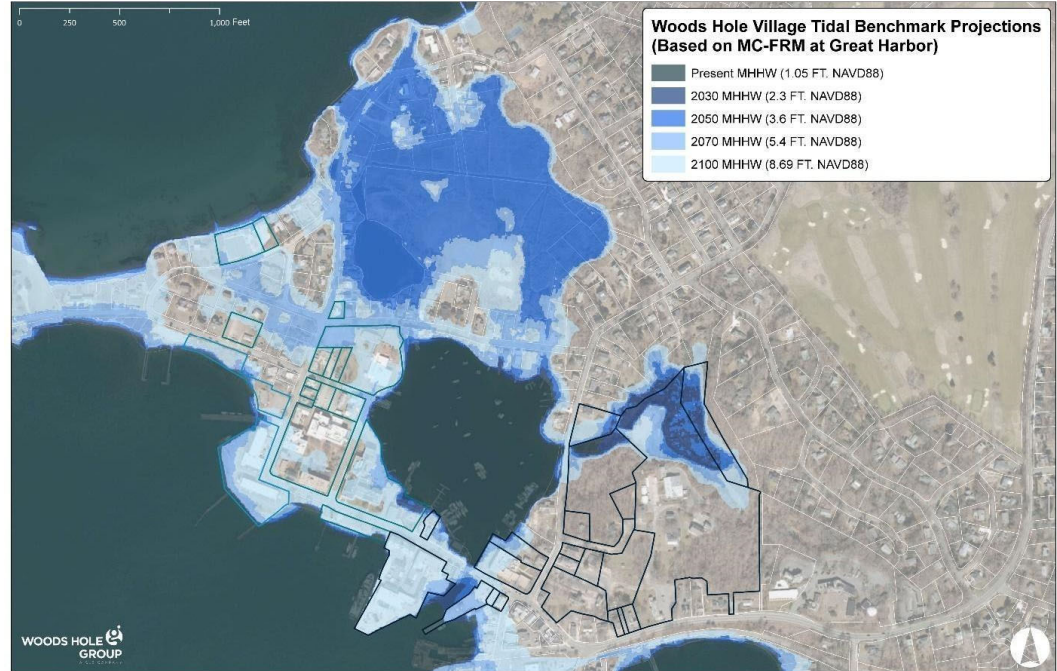 0 250 500 1,000 Feet
Woods Hole Village Tidal Benchmark Projections
(Based on MC-FRM at Great Harbor)
Present MHHW (1.05 FT. NAVD88)
2030 MHHW (2.3 FT. NAVD88)
2050 MHHW (3.6 FT. NAVD88)
2070 MHHW (5.4 FT. NAVD88)
2100 MHHW (8.69 FT. NAVD88)
WOODS HOLE
GROUP